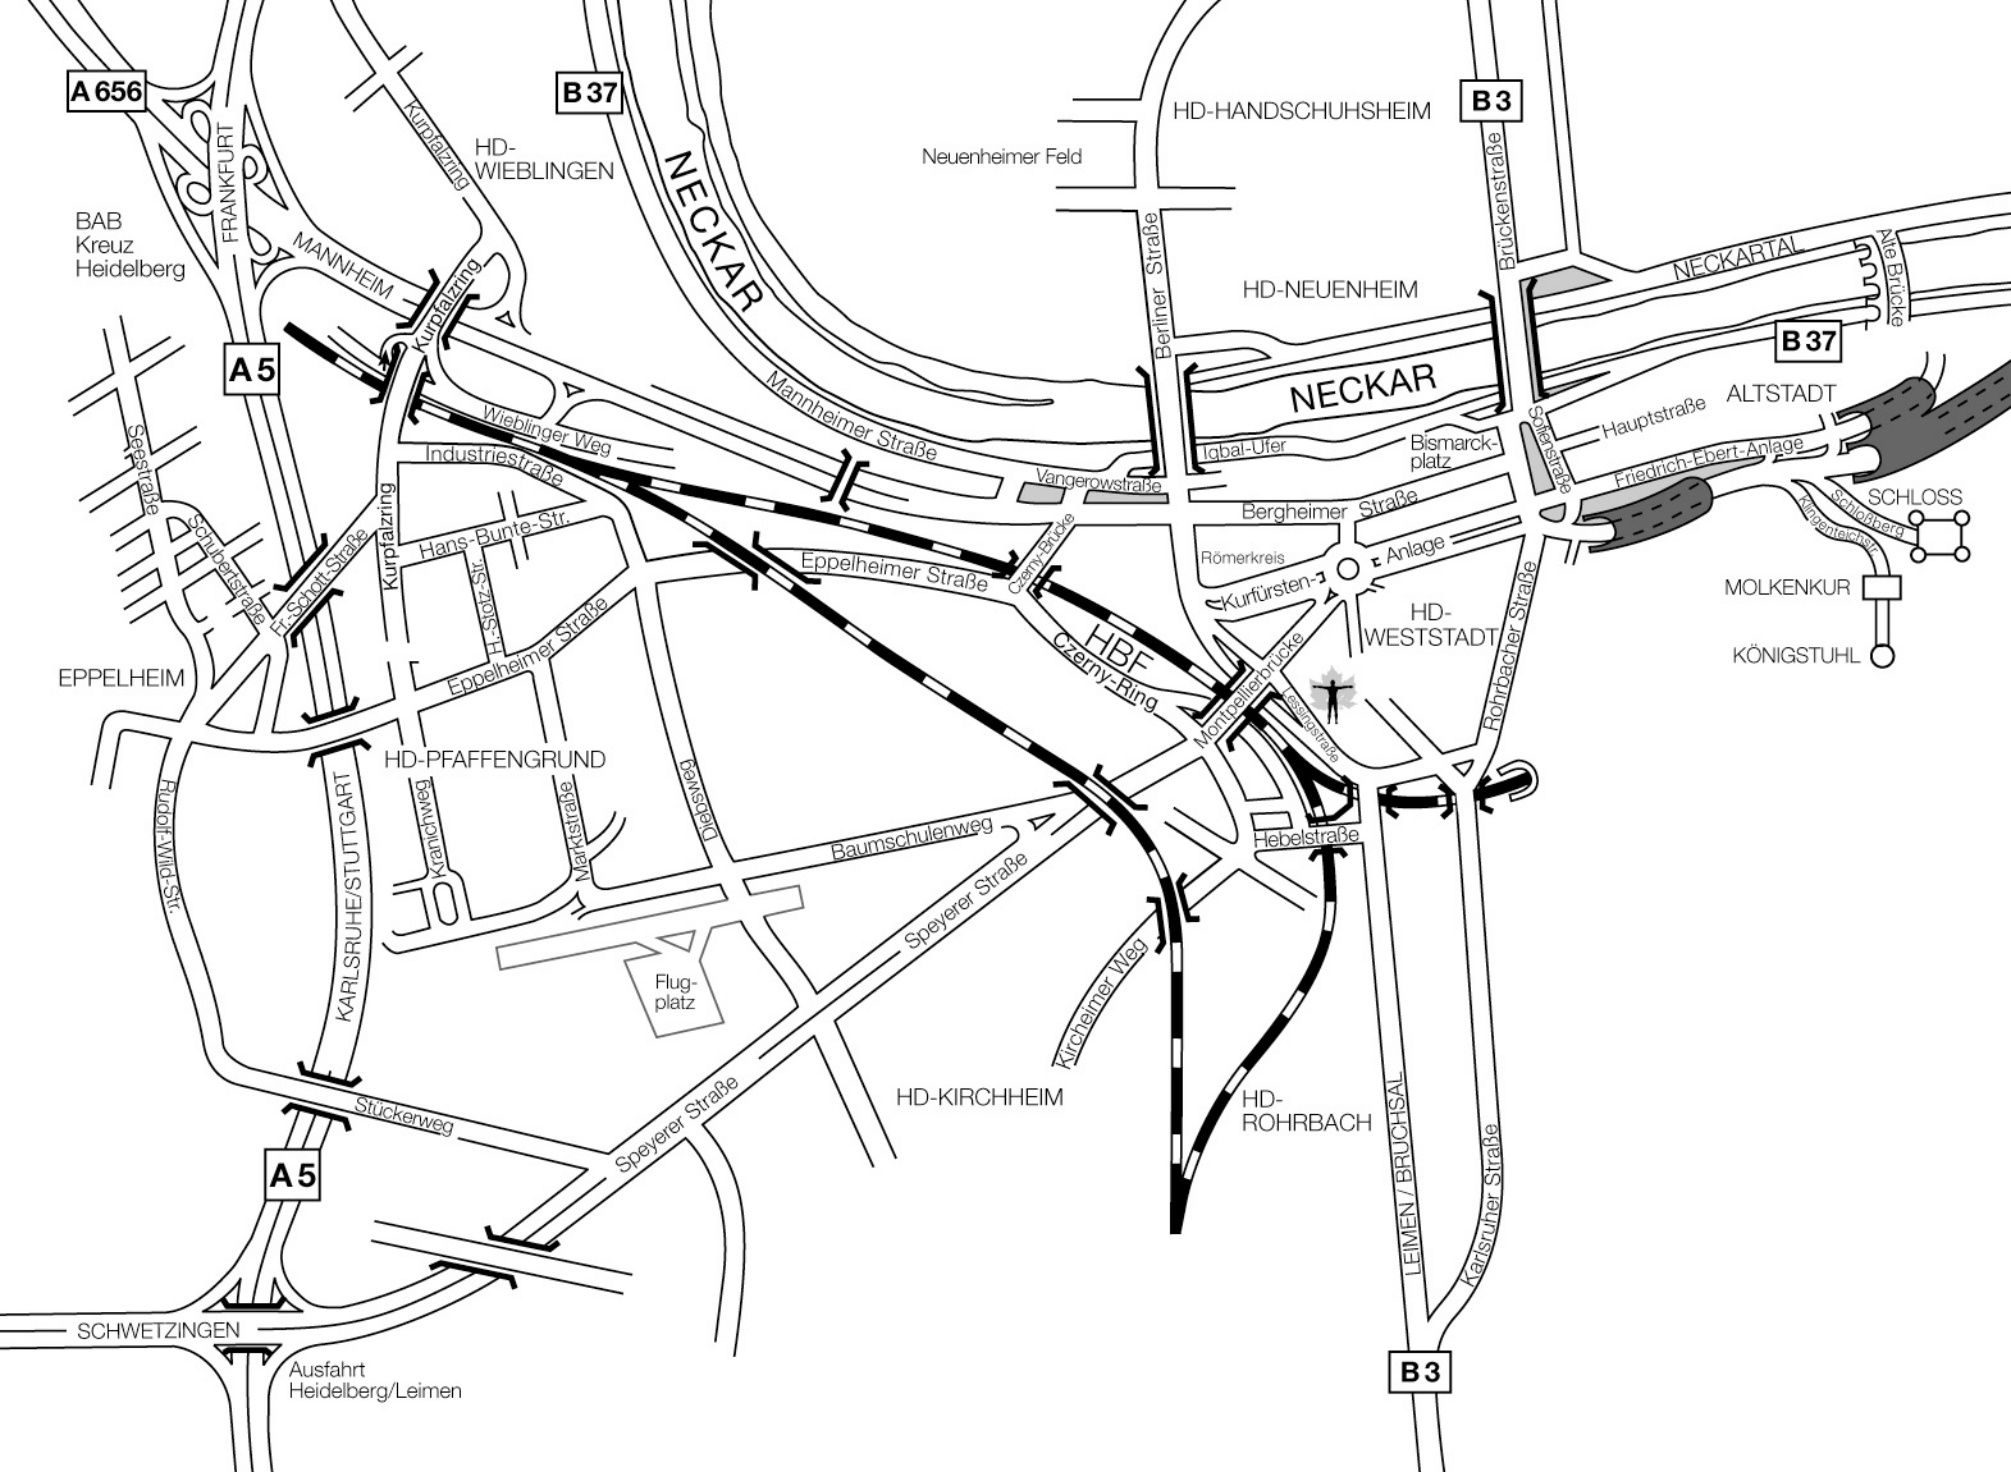 A 656
FRANKFURT
BAB
Kreuz
Heidelberg
MANNHEIM
Kurpfalzring
HD-
WIEBLINGEN
B 37
NECKAR
Neuenheimer Feld
HD-HANDSCHUHSHEIM
B 3
Brückenstraße
Berliner Straße
HD-NEUENHEIM
NECKARTAL
Alte Brücke
B 37
NECKAR
Kurpfalzring
A 5
Wieblinger Weg
Industriestraße
Mannheimer Straße
Vangerowstraße
Iqbal-Ufer
Bismarck-
platz
Sofienstraße
Hauptstraße
ALTSTADT
Friedrich-Ebert-Anlage
SCHLOSS
Schloßberg
Klingenteichstr.
MOLKENKUR
KÖNIGSTUHL
Bergheimer Straße
Römerkreis
Kurfürsten-
Anlage
HD-
WESTSTADT
Rohrbacher Straße
Seestraße
Schubertstraße
Fr.-Schott-Straße
Kurpfalzring
Hans-Bunte-Str.
H.-Stotz-Str.
Eppelheimer Straße
Eppelheimer Straße
Czerny-Brücke
HBF
Czerny-Ring
Montpellierbrücke
Lessingstraße
EPPELHEIM
HD-PFAFFENGRUND
Rudolf-Wild-Str.
KARLSRUHE/STUTTGART
Kranichweg
Marktstraße
Diebsweg
Baumschulenweg
Hebelstraße
Speyerer Straße
Flug-
platz
Kircheimer Weg
HD-KIRCHHEIM
HD-
ROHRBACH
Stückerweg
Speyerer Straße
A 5
LEIMEN / BRUCHSAL
Karlsruher Straße
SCHWETZINGEN
Ausfahrt
Heidelberg/Leimen
B 3